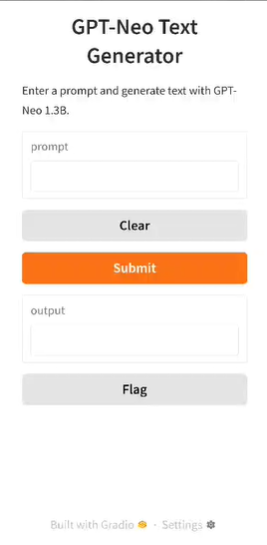 GPT-Neo Text
Generator
Enter a prompt and generate text with GPT-
Neo 1.3B.
prompt
Clear
Submit
output
Flag
Built with Gradio · Settings